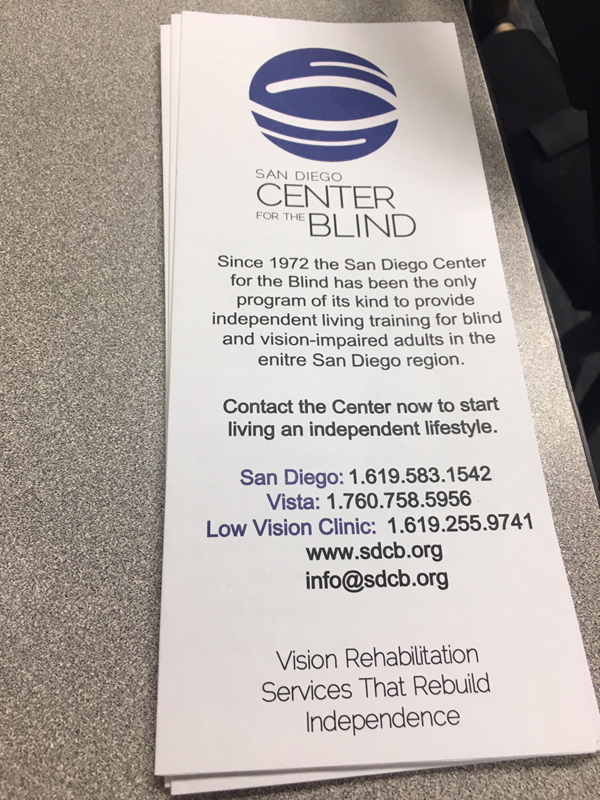 SAN DIEGO
CENTER
FOR THE BLIND
Since 1972 the San Diego Center
for the Blind has been the only
program of its kind to provide
independent living training for blind
and vision-impaired adults in the
enitre San Diego region.
Contact the Center now to start
living an independent lifestyle.
San Diego: 1.619.583.1542
Vista: 1.760.758.5956
Low Vision Clinic: 1.619.255.9741
www.sdcb.org
info@sdcb.org
Vision Rehabilitation
Services That Rebuild
Independence